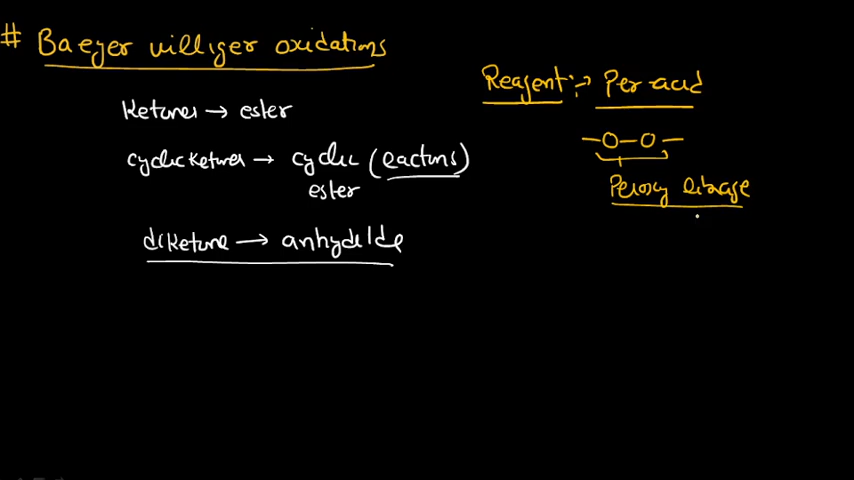 # Baeyer villiger oxidations
Reagent :- Per acid
Ketones → ester
-O-O-
cyclic Ketones → cyclic (lactons)
ester
Peroxy linkage
diketone → anhydride